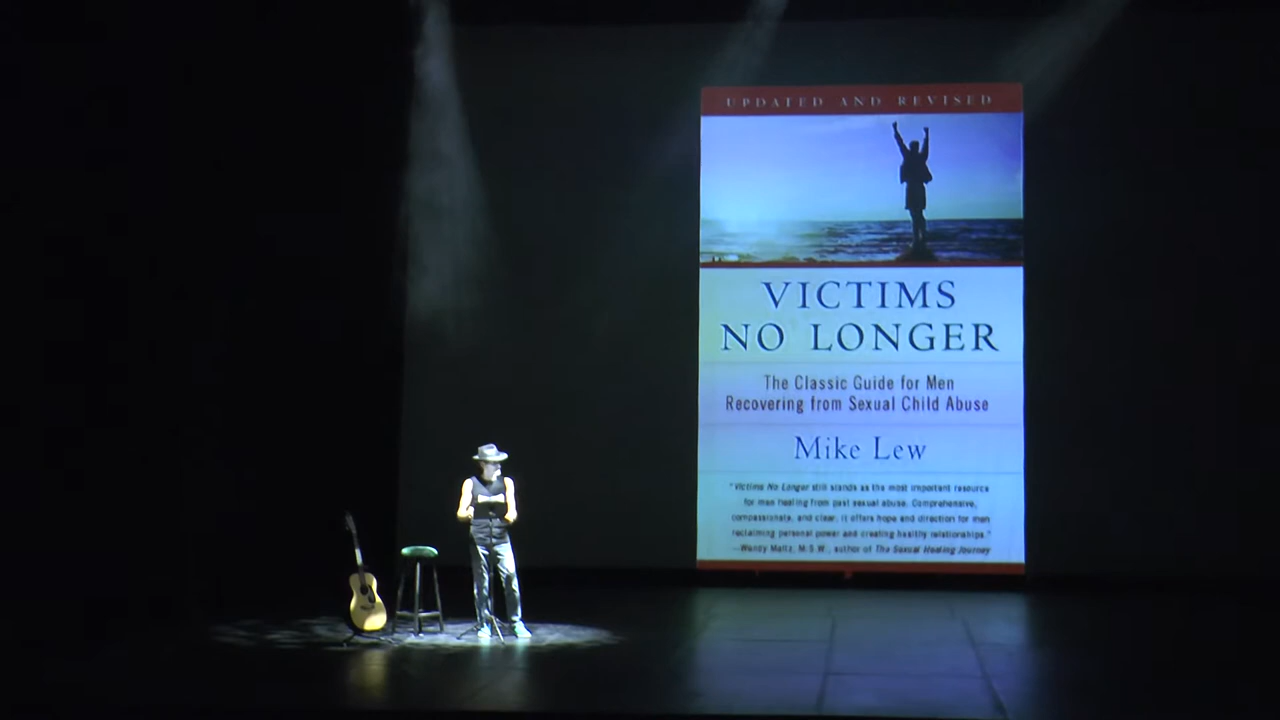 UPDATED AND REVISED
VICTIMS
NO LONGER
The Classic Guide for Men
Recovering from Sexual Child Abuse
Mike Lew
"Victims No Longer still stands as the most important resource
for men healing from past sexual abuse. Comprehensive,
compassionate, and clear, it offers hope and direction for men
reclaiming personal power and creating healthy relationships."
—Wendy Maltz, M.S.W., author of The Sexual Healing Journey